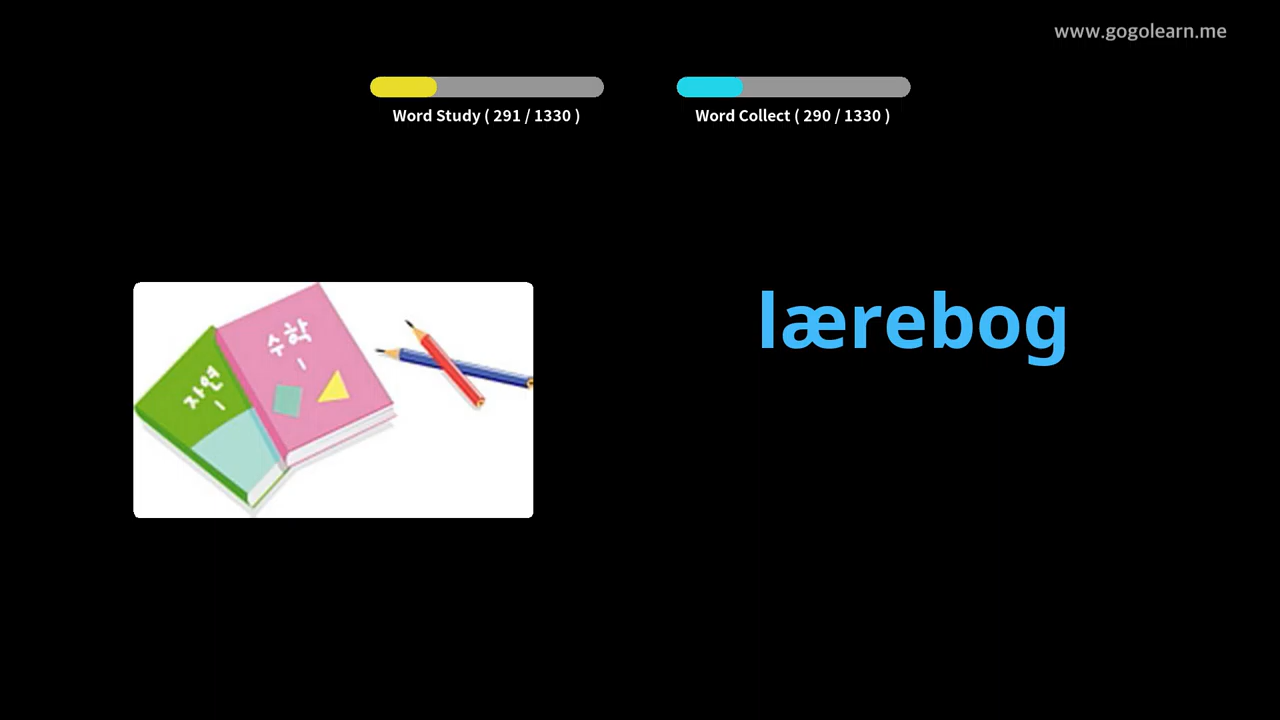 www.gogolearn.me
Word Study ( 291 / 1330 )
Word Collect ( 290 / 1330 )
lærebog
수학
1
자연
1